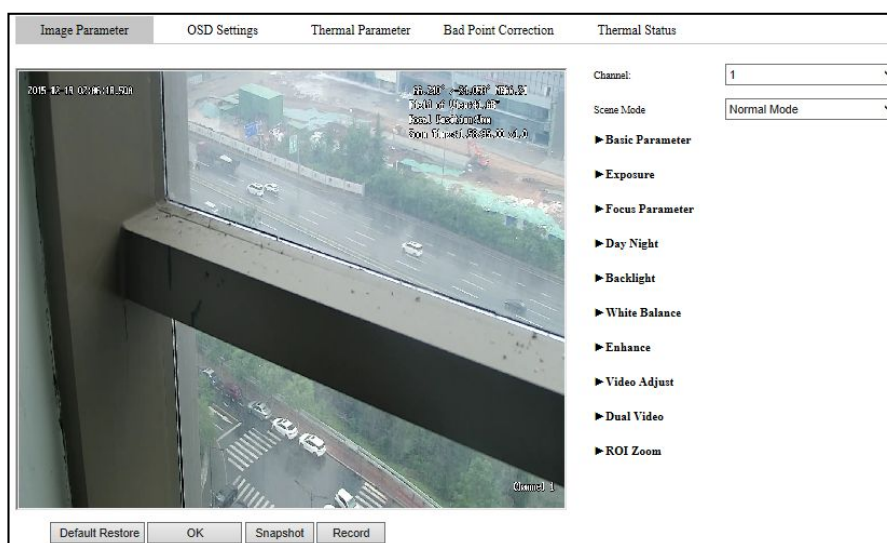 Image Parameter OSD Settings Thermal Parameter Bad Point Correction Thermal Status
Channel: 1
Scene Mode Normal Mode
►Basic Parameter
►Exposure
►Focus Parameter
►Day Night
►Backlight
►White Balance
►Enhance
►Video Adjust
►Dual Video
►ROI Zoom
Channel 1
Default Restore OK Snapshot Record